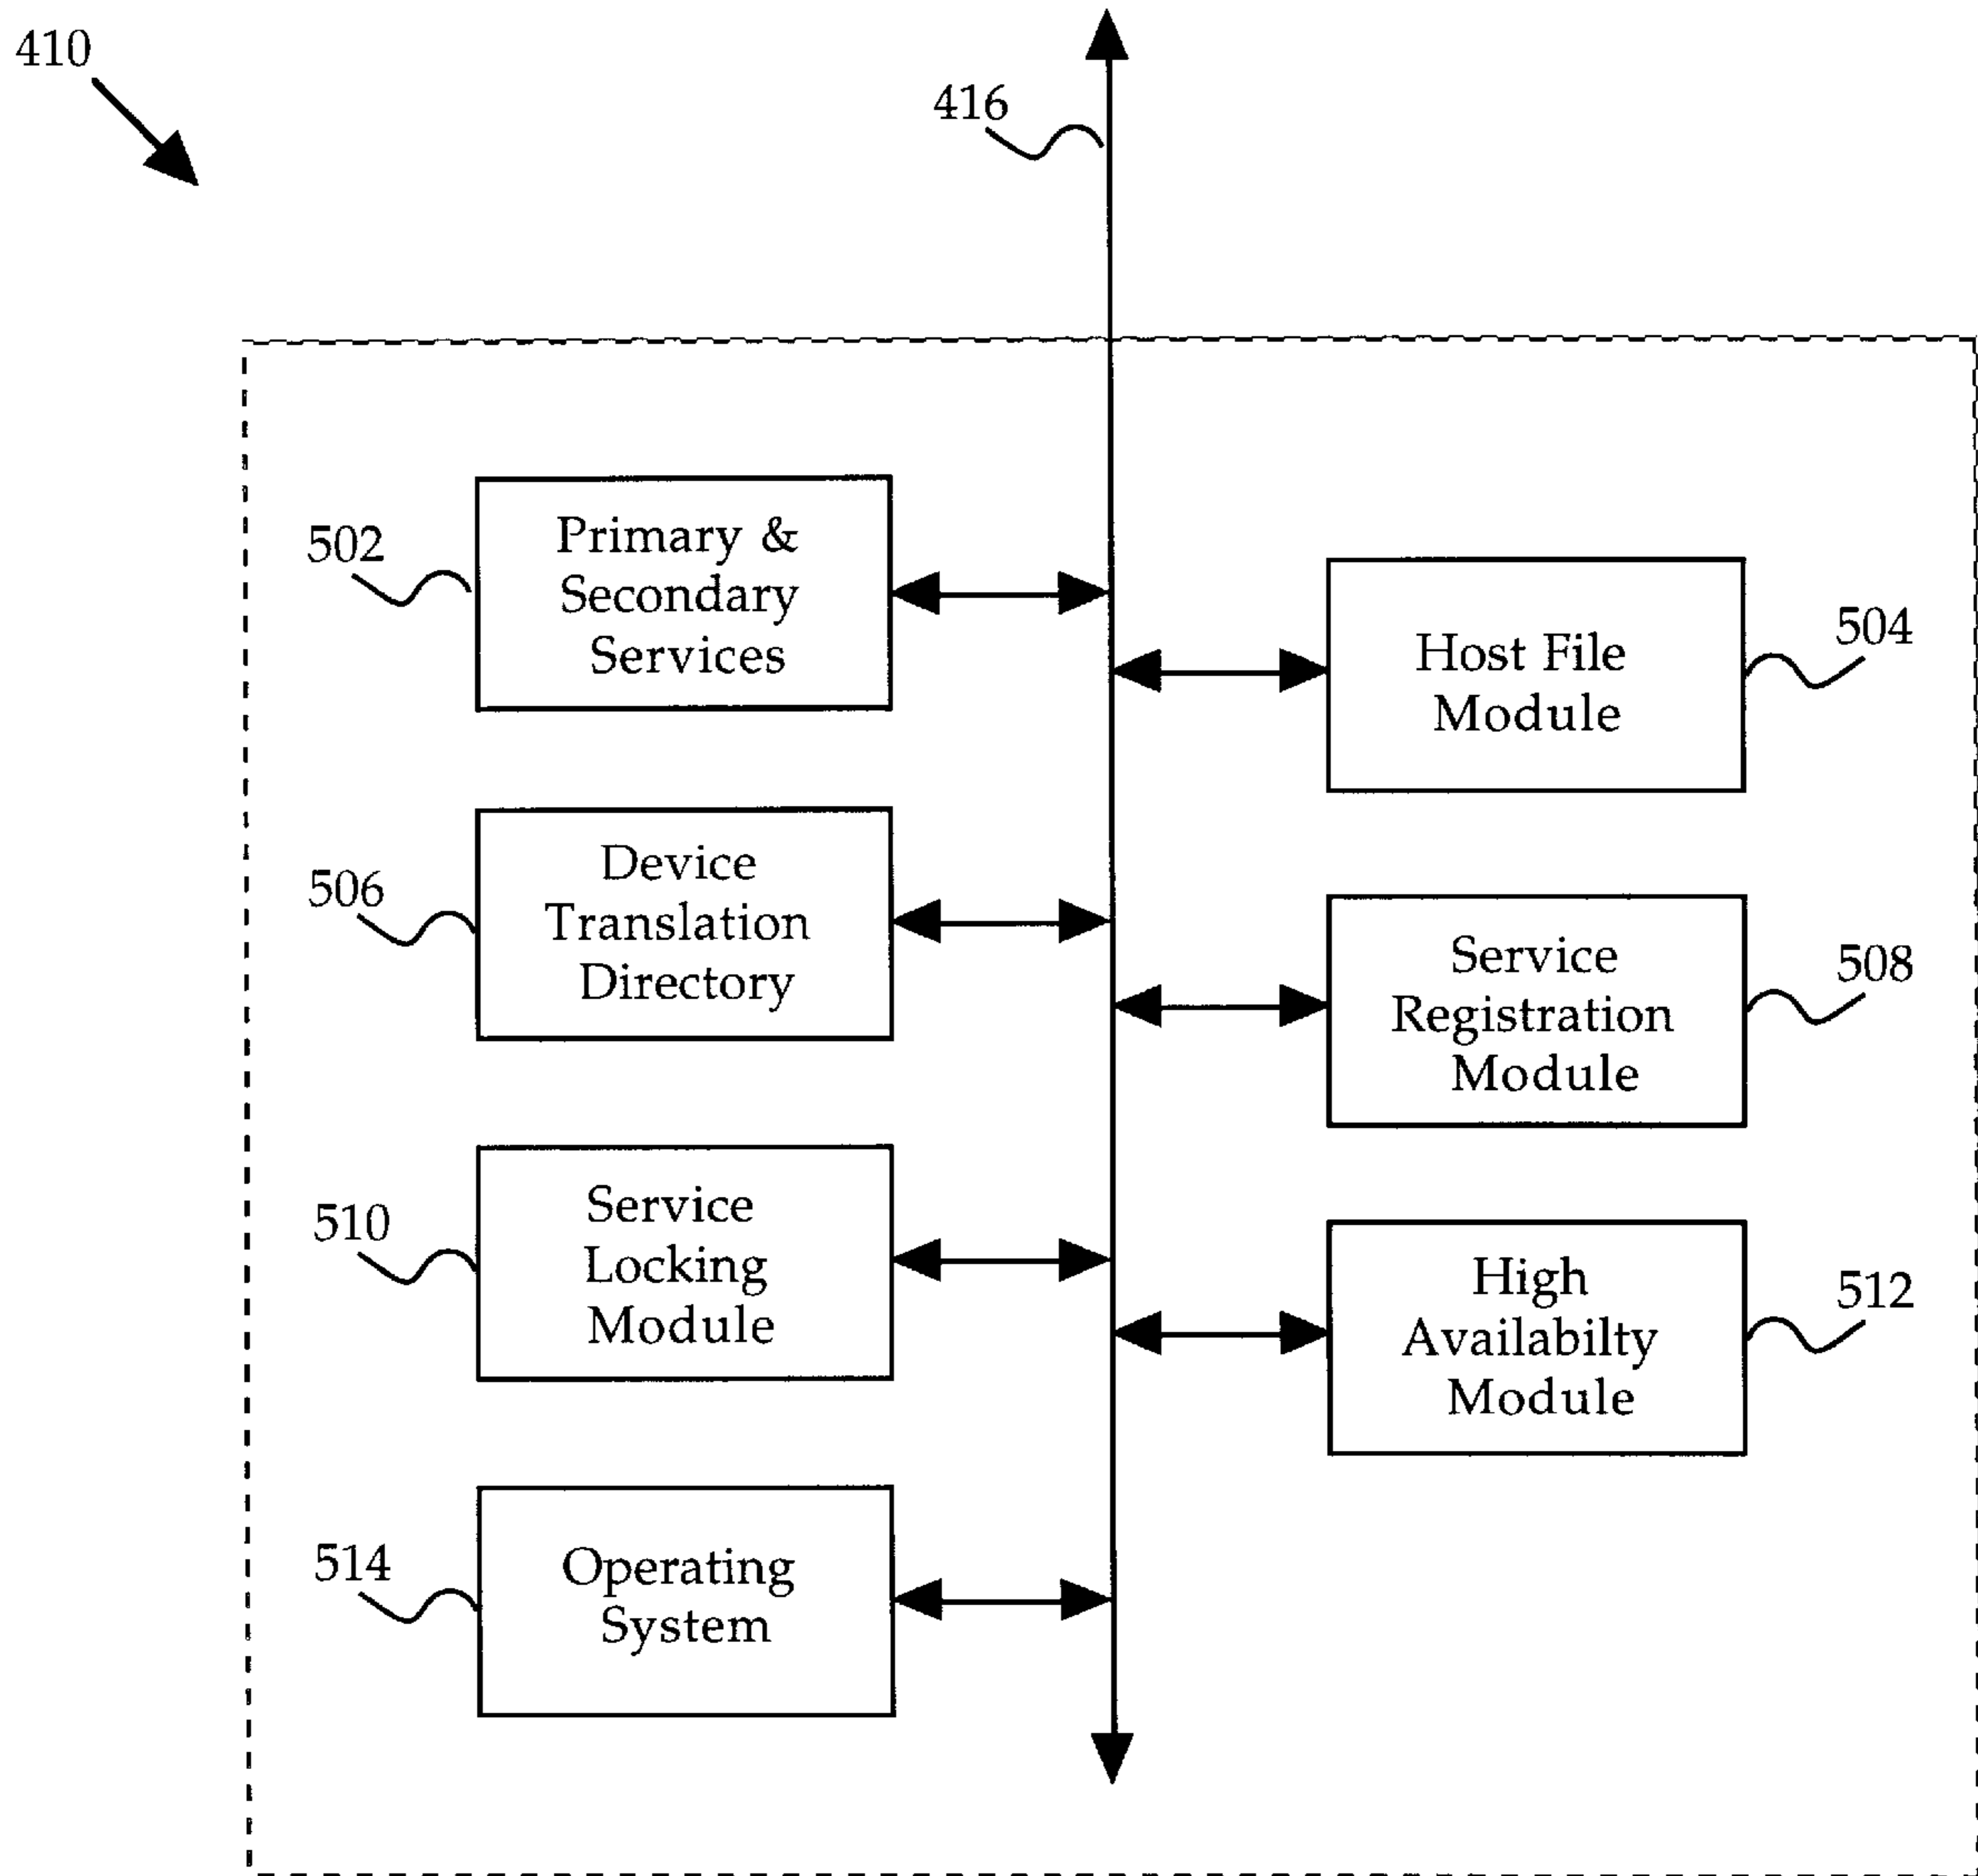 410
416
502
Primary &
Secondary
Services
504
Host File
Module
506
Device
Translation
Directory
508
Service
Registration
Module
510
Service
Locking
Module
512
High
Availabilty
Module
514
Operating
System